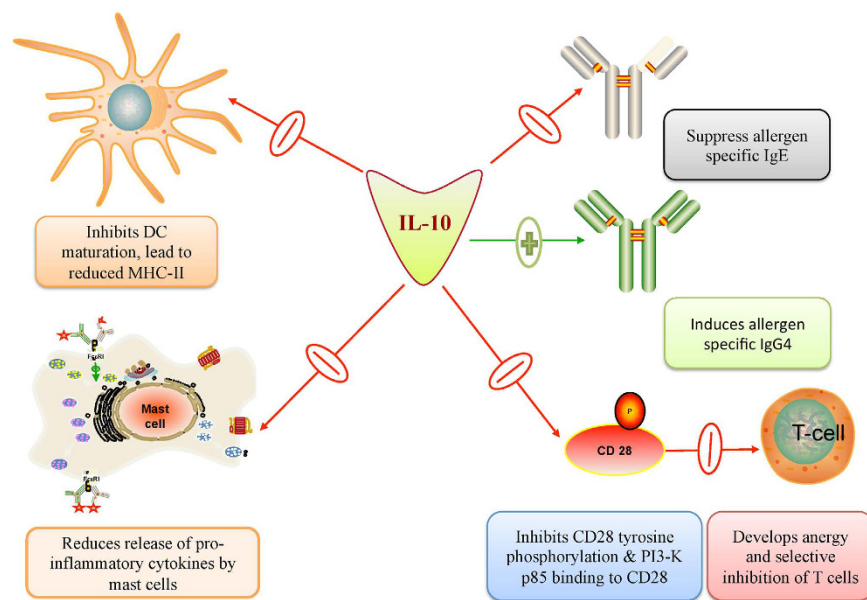 IL-10
Suppress allergen
specific IgE
Inhibits DC
maturation, lead to
reduced MHC-II
Induces allergen
specific IgG4
FcεRI
Mast
cell
FcεRI
P
CD 28
T-cell
Reduces release of pro-
inflammatory cytokines by
mast cells
Inhibits CD28 tyrosine
phosphorylation & PI3-K
p85 binding to CD28
Develops anergy
and selective
inhibition of T cells